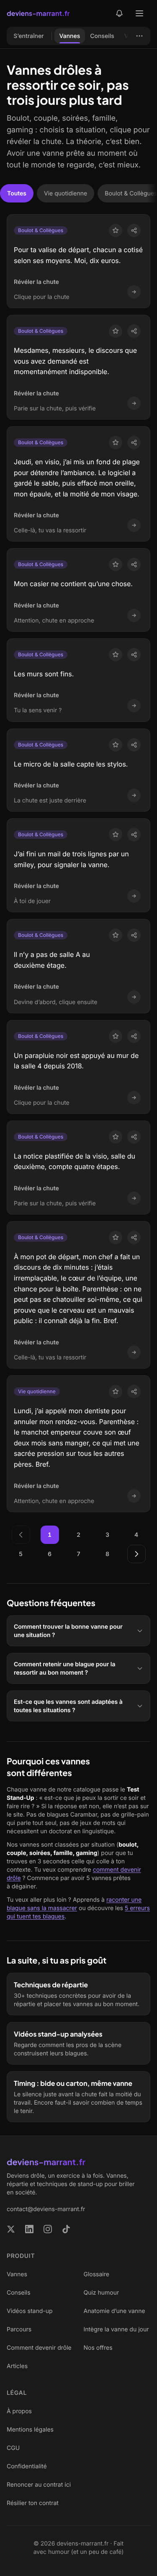 deviens-marrant.fr
S'entraîner Vannes Conseils
Vannes drôles à
ressortir ce soir, pas
trois jours plus tard
Boulot, couple, soirées, famille,
gaming : choisis ta situation, clique pour
révéler la chute. La théorie, c'est bien.
Avoir une vanne prête au moment où
tout le monde te regarde, c'est mieux.
Toutes Vie quotidienne Boulot & Collègues
Boulot & Collègues
Pour ta valise de départ, chacun a cotisé
selon ses moyens. Moi, dix euros.
Révéler la chute
Clique pour la chute
Boulot & Collègues
Mesdames, messieurs, le discours que
vous avez demandé est
momentanément indisponible.
Révéler la chute
Parie sur la chute, puis vérifie
Boulot & Collègues
Jeudi, en visio, j'ai mis un fond de plage
pour détendre l'ambiance. Le logiciel a
gardé le sable, puis effacé mon oreille,
mon épaule, et la moitié de mon visage.
Révéler la chute
Celle-là, tu vas la ressortir
Boulot & Collègues
Mon casier ne contient qu'une chose.
Révéler la chute
Attention, chute en approche
Boulot & Collègues
Les murs sont fins.
Révéler la chute
Tu la sens venir ?
Boulot & Collègues
Le micro de la salle capte les stylos.
Révéler la chute
La chute est juste derrière
Boulot & Collègues
J'ai fini un mail de trois lignes par un
smiley, pour signaler la vanne.
Révéler la chute
À toi de jouer
Boulot & Collègues
Il n'y a pas de salle A au
deuxième étage.
Révéler la chute
Devine d'abord, clique ensuite
Boulot & Collègues
Un parapluie noir est appuyé au mur de
la salle 4 depuis 2018.
Révéler la chute
Clique pour la chute
Boulot & Collègues
La notice plastifiée de la visio, salle du
deuxième, compte quatre étapes.
Révéler la chute
Parie sur la chute, puis vérifie
Boulot & Collègues
À mon pot de départ, mon chef a fait un
discours de dix minutes : j'étais
irremplaçable, le cœur de l'équipe, une
chance pour la boîte. Parenthèse : on ne
perd pas un chatouiller soi-même, ce qui
prouve que le cerveau est un mauvais
public : il connaît déjà la fin. Bref.
Révéler la chute
Celle-là, tu vas la ressortir
Vie quotidienne
Lundi, j'ai appelé mon dentiste pour
annuler mon rendez-vous. Parenthèse :
le manchot empereur couve son œuf
deux mois sans manger, ce qui met une
sacrée pression sur tous les autres
pères. Bref.
Révéler la chute
Attention, chute en approche
1 2 3 4
5 6 7 8
Questions fréquentes
Comment trouver la bonne vanne pour
une situation ?
Comment retenir une blague pour la
ressortir au bon moment ?
Est-ce que les vannes sont adaptées à
toutes les situations ?
Pourquoi ces vannes
sont différentes
Chaque vanne de notre catalogue passe le Test
Stand-Up : « est-ce que je peux la sortir ce soir et
faire rire ? » Si la réponse est non, elle n'est pas sur
le site. Pas de blagues Carambar, pas de pêle-pain
qui parle tout seul, pas de jeux de mots qui
demandent un doctorat en linguistique.
Nos vannes sont classées par situation (boulot,
couple, soirées, famille, gaming) pour que tu
trouves en 3 secondes celle qui colle à ton
contexte. Tu veux comprendre comment devenir
drôle ? Commence par avoir 5 vannes prêtes
à dégainer.
Tu veux aller plus loin ? Apprends à raconter une
blague sans la massacrer ou découvre les 5 erreurs
qui tuent tes blagues.
La suite, si tu as pris goût
Techniques de répartie
30+ techniques concrètes pour avoir de la
répartie et placer tes vannes au bon moment.
Vidéos stand-up analysées
Regarde comment les pros de la scène
construisent leurs blagues.
Timing : bide ou carton, même vanne
Le silence juste avant la chute fait la moitié du
travail. Encore faut-il savoir combien de temps
le tenir.
deviens-marrant.fr
Deviens drôle, un exercice à la fois. Vannes,
répartie et techniques de stand-up pour briller
en société.
contact@deviens-marrant.fr
PRODUIT
Vannes Glossaire
Conseils Quiz humour
Vidéos stand-up Anatomie d'une vanne
Parcours Intègre la vanne du jour
Comment devenir drôle Nos offres
Articles
LÉGAL
À propos
Mentions légales
CGU
Confidentialité
Renoncer au contrat ici
Résilier ton contrat
© 2026 deviens-marrant.fr · Fait
avec humour (et un peu de café)